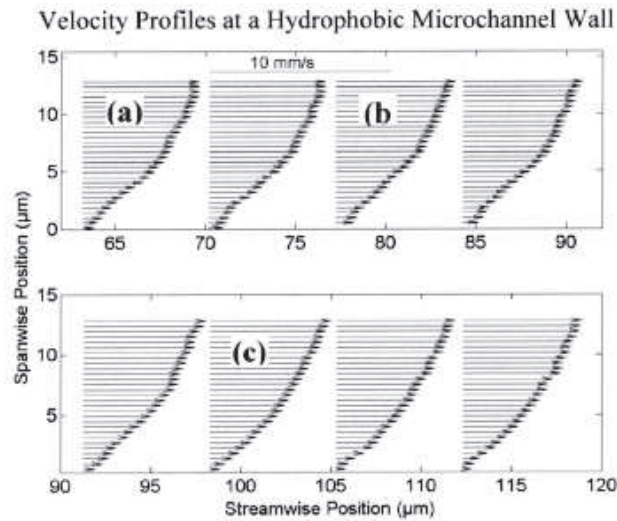 Velocity Profiles at a Hydrophobic Microchannel Wall
15
10 mm/s
(a)
(b)
10
5
0
65
70
75
80
85
90
15
10
(c)
5
90
95
100
105
110
115
120
Spanwise Position (µm)
Streamwise Position (µm)